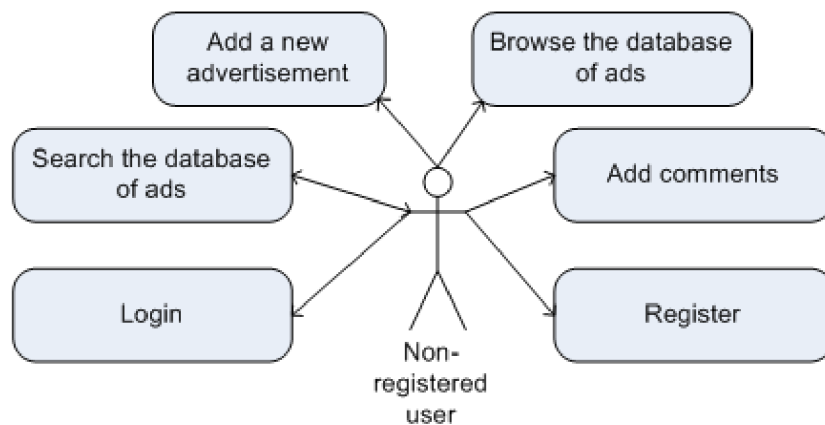 Add a new
advertisement
Browse the database
of ads
Search the database
of ads
Add comments
Login
Register
Non-
registered
user